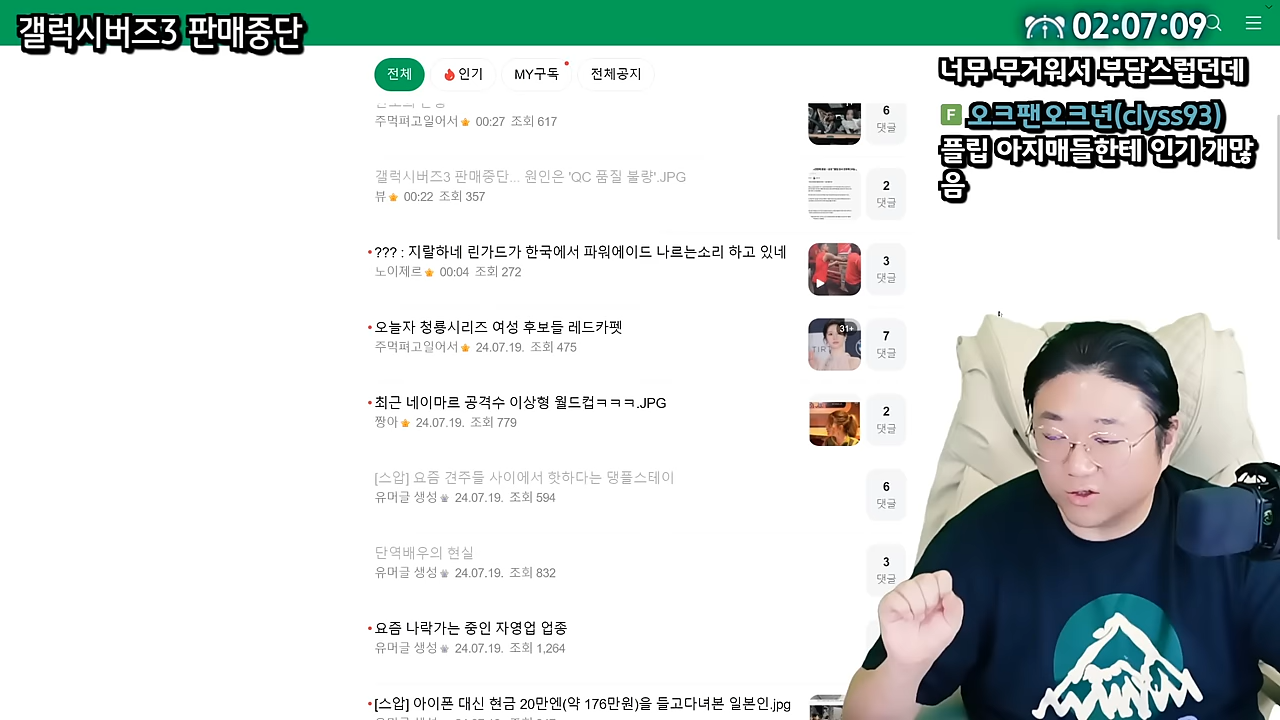 갤럭시버즈3 판매중단
02:07:09
전체
인기
MY구독
전체공지
너무 무거워서 부담스럽던데
F 오크팬오크년(clyss93)
플립 아지매들한테 인기 개많
음
주먹펴고일어서 00:27 조회 617
6
댓글
갤럭시버즈3 판매중단... 원인은 'QC 품질 불량'.JPG
뷰 00:22 조회 357
2
댓글
??? : 지랄하네 린가드가 한국에서 파워에이드 나르는소리 하고 있네
노이제르 00:04 조회 272
3
댓글
오늘자 청룡시리즈 여성 후보들 레드카펫
주먹펴고일어서 24.07.19. 조회 475
31+
7
댓글
최근 네이마르 공격수 이상형 월드컵ㅋㅋㅋ.JPG
짱아 24.07.19. 조회 779
2
댓글
[스압] 요즘 견주들 사이에서 핫하다는 댕플스테이
유머글 생성 24.07.19. 조회 594
6
댓글
단역배우의 현실
유머글 생성 24.07.19. 조회 832
3
댓글
요즘 나락가는 중인 자영업 업종
유머글 생성 24.07.19. 조회 1,264
[스압] 아이폰 대신 현금 20만엔(약 176만원)을 들고다녀본 일본인.jpg